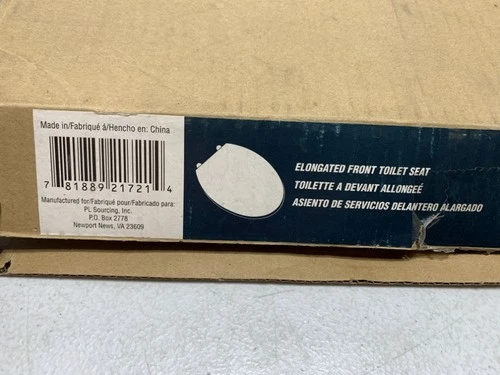 Made in/Fabriqué á/Hencho en: China
7 81889 21721 4
Manufactured for/Fabriqué pour/Fabricado para:
PL Sourcing, Inc.
P.O. Box 2778
Newport News, VA 23609
ELONGATED FRONT TOILET SEAT
TOILETTE A DEVANT ALLONGEÉ
ASIENTO DE SERVICIOS DELANTERO ALARGADO